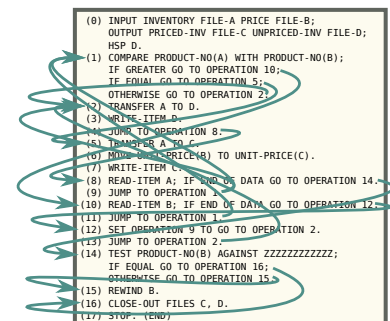 (0) INPUT INVENTORY FILE-A PRICE FILE-B;
OUTPUT PRICED-INV FILE-C UNPRICED-INV FILE-D;
HSP D.
(1) COMPARE PRODUCT-NO(A) WITH PRODUCT-NO(B);
IF GREATER GO TO OPERATION 10;
IF EQUAL GO TO OPERATION 5;
OTHERWISE GO TO OPERATION 2.
(2) TRANSFER A TO D.
(3) WRITE-ITEM D.
(4) JUMP TO OPERATION 8.
(5) TRANSFER A TO C.
(6) MOVE UNIT-PRICE(B) TO UNIT-PRICE(C).
(7) WRITE-ITEM C.
(8) READ-ITEM A; IF END OF DATA GO TO OPERATION 14.
(9) JUMP TO OPERATION 1.
(10) READ-ITEM B; IF END OF DATA GO TO OPERATION 12.
(11) JUMP TO OPERATION 1.
(12) SET OPERATION 9 TO GO TO OPERATION 2.
(13) JUMP TO OPERATION 2.
(14) TEST PRODUCT-NO(B) AGAINST ZZZZZZZZZZZZ;
IF EQUAL GO TO OPERATION 16;
OTHERWISE GO TO OPERATION 15.
(15) REWIND B.
(16) CLOSE-OUT FILES C, D.
(17) STOP. (END)